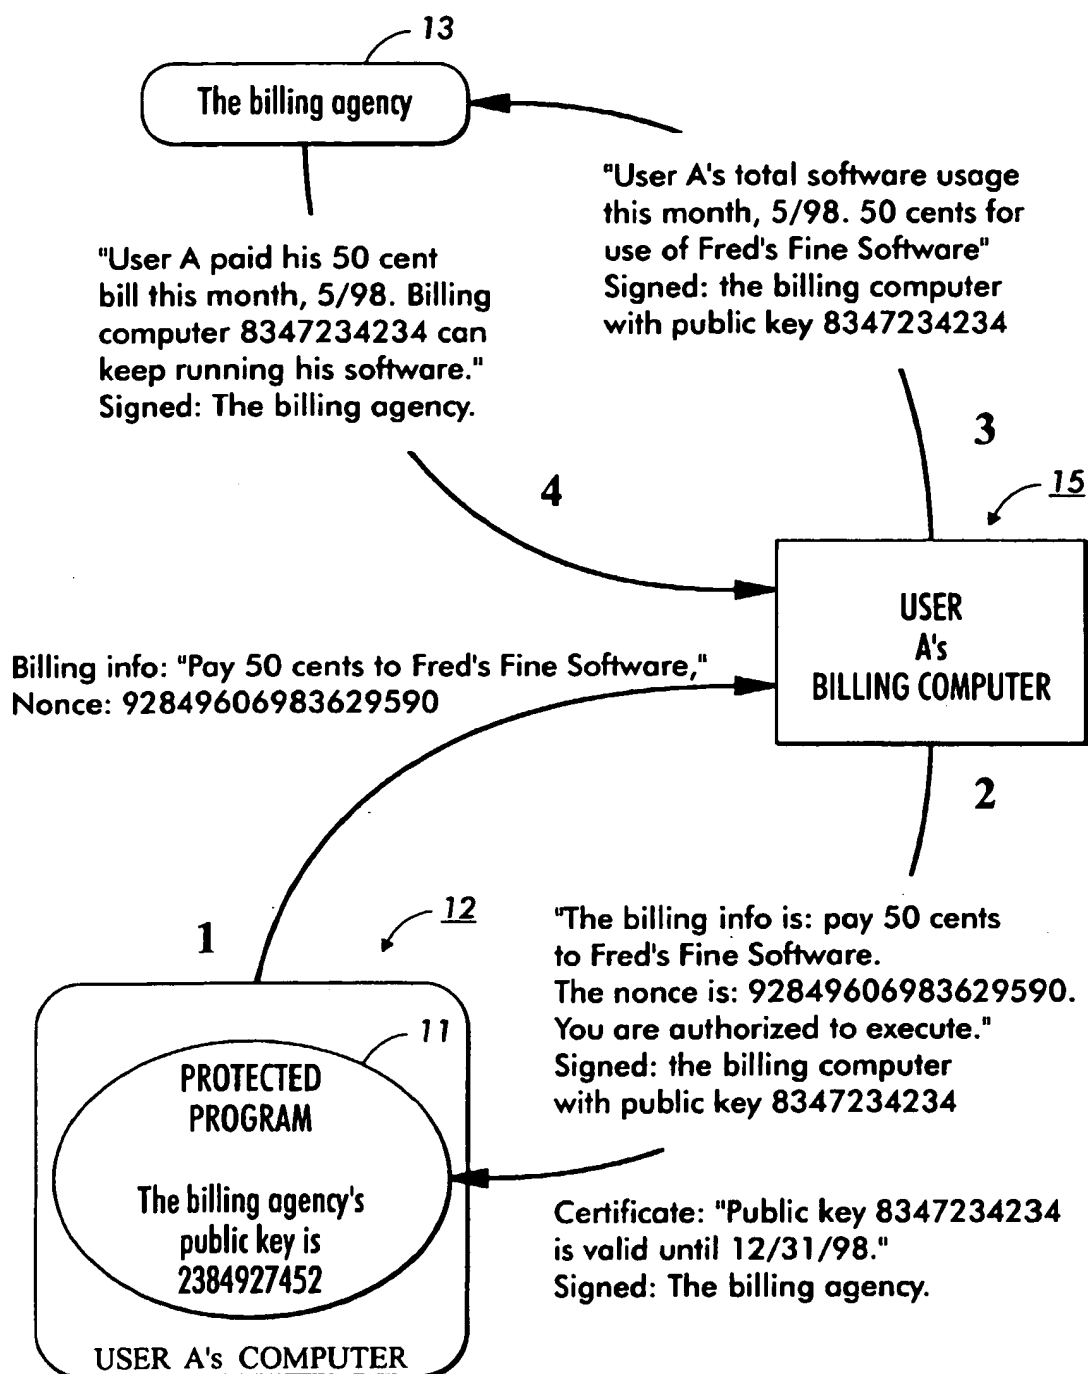 13
The billing agency
"User A's total software usage
this month, 5/98. 50 cents for
use of Fred's Fine Software"
Signed: the billing computer
with public key 8347234234
"User A paid his 50 cent
bill this month, 5/98. Billing
computer 8347234234 can
keep running his software."
Signed: The billing agency.
3
4
15
USER
A's
BILLING COMPUTER
Billing info: "Pay 50 cents to Fred's Fine Software,"
Nonce: 92849606983629590
2
1
12
"The billing info is: pay 50 cents
to Fred's Fine Software.
The nonce is: 92849606983629590.
You are authorized to execute."
Signed: the billing computer
with public key 8347234234
11
PROTECTED
PROGRAM
The billing agency's
public key is
2384927452
Certificate: "Public key 8347234234
is valid until 12/31/98."
Signed: The billing agency.
USER A's COMPUTER